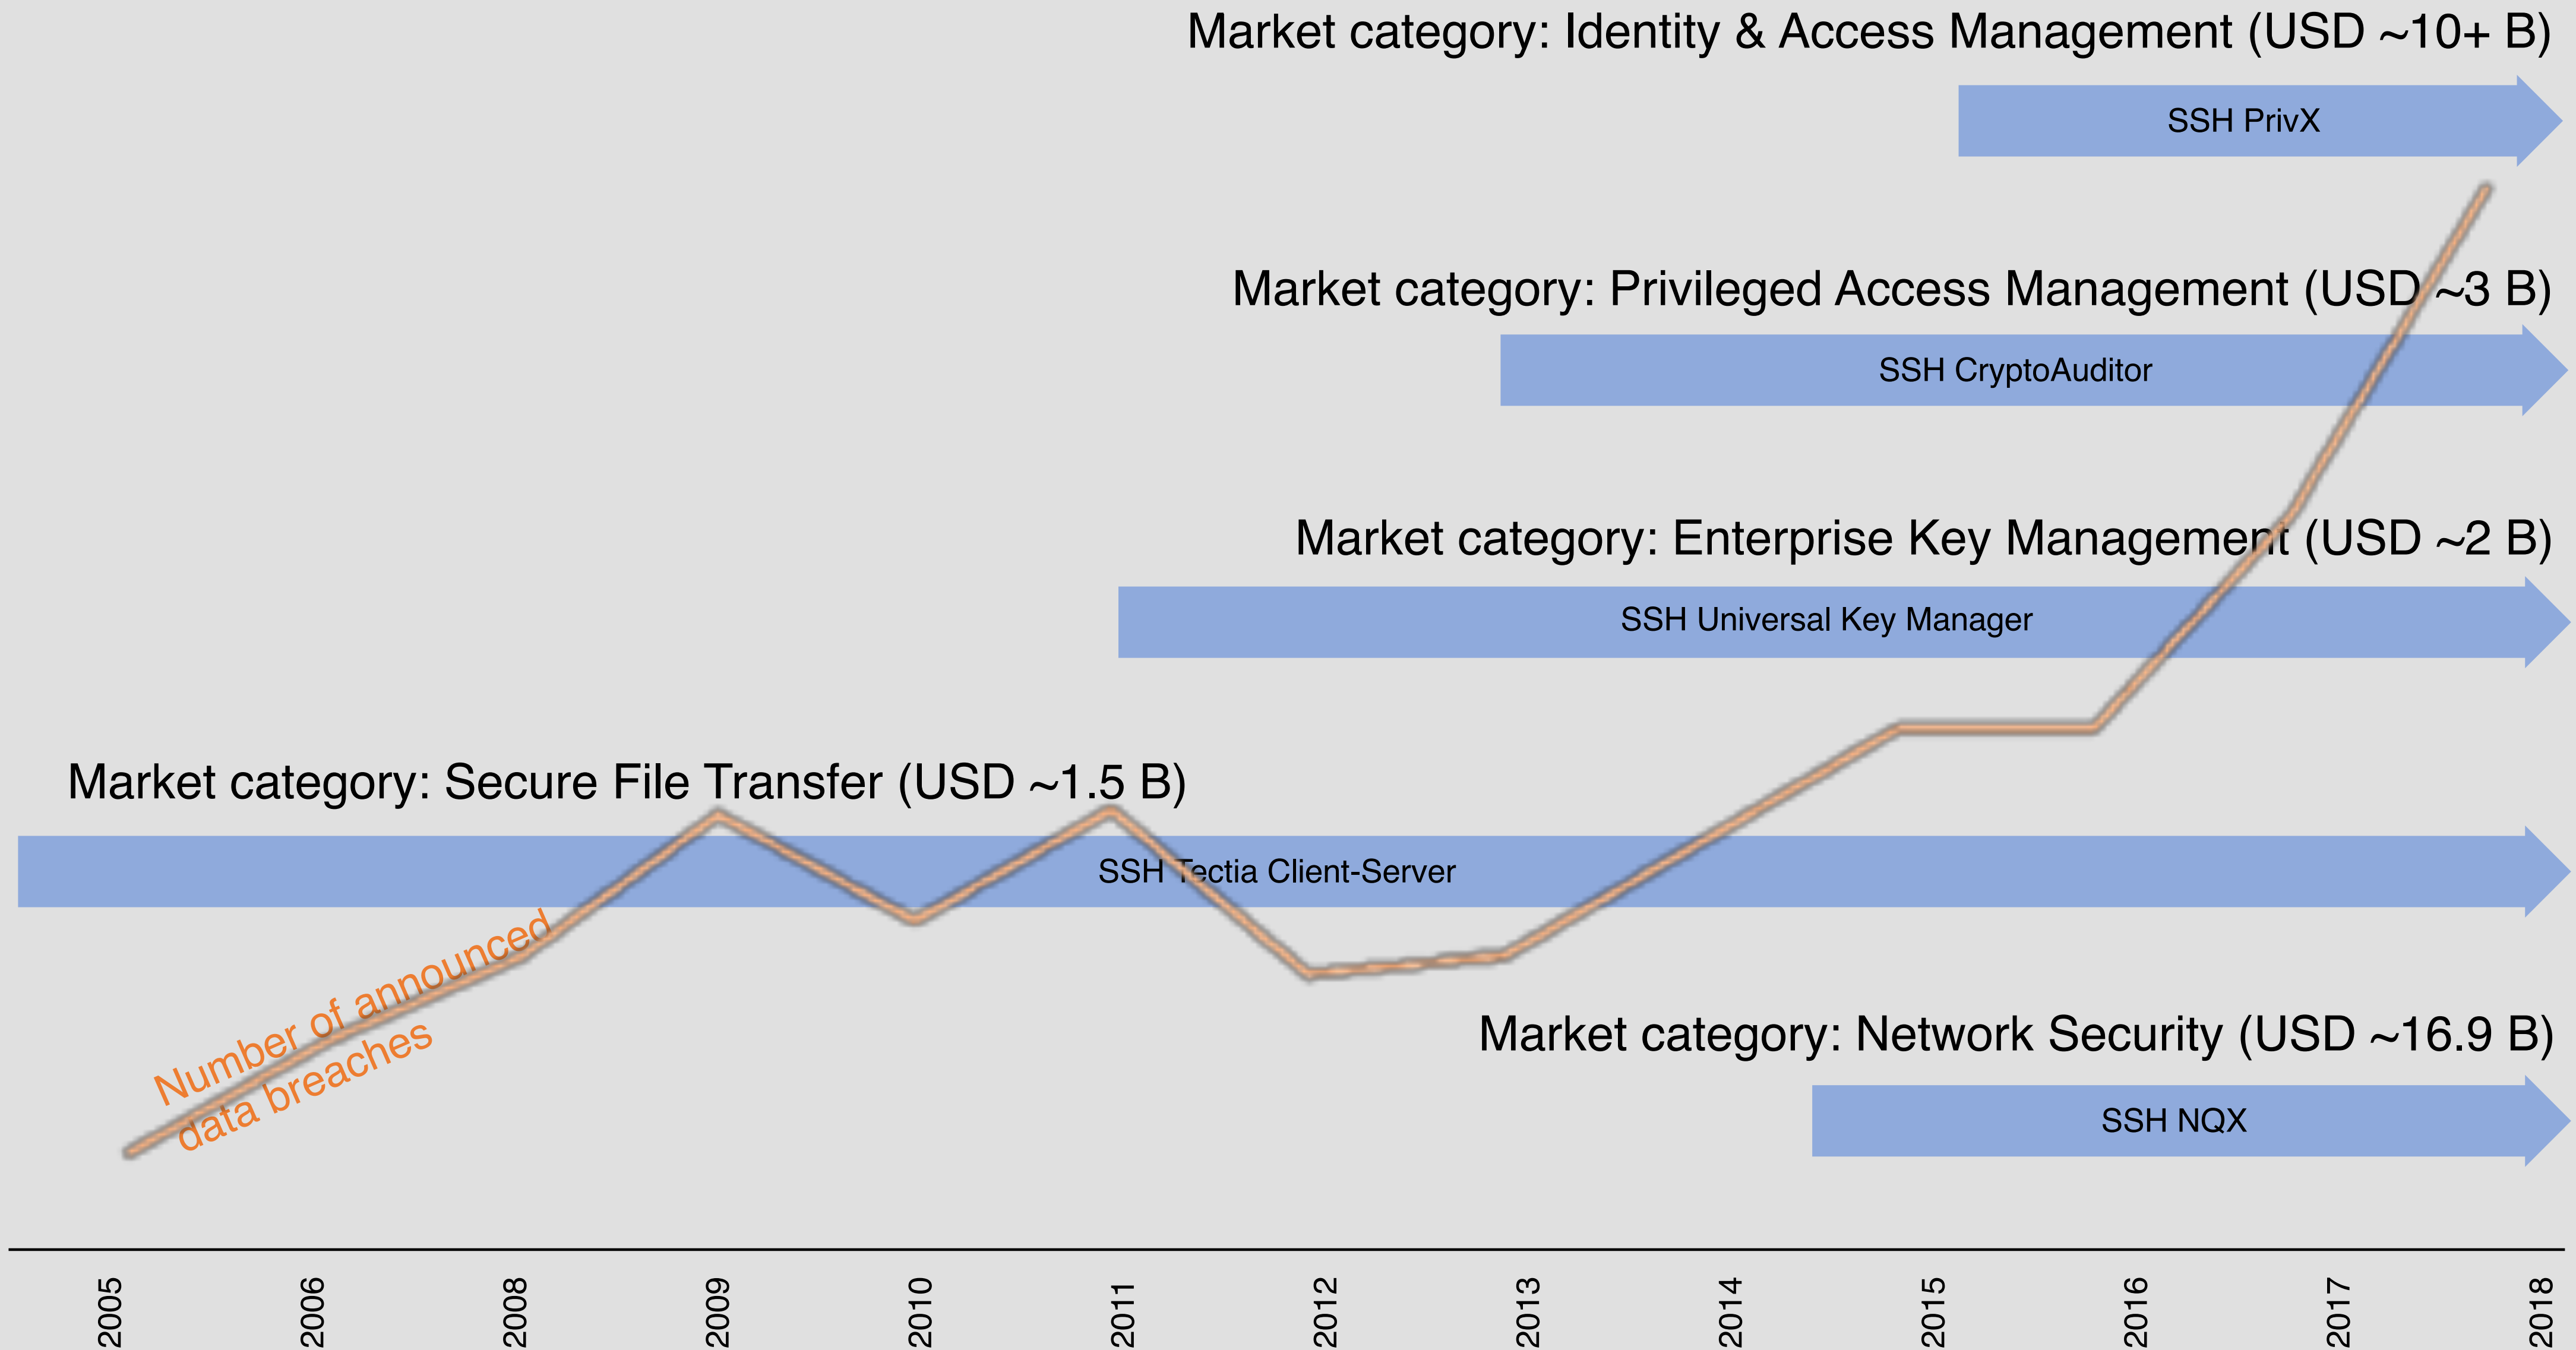 Market category: Identity & Access Management (USD ~10+ B)
SSH PrivX
Market category: Privileged Access Management (USD ~3 B)
SSH CryptoAuditor
Market category: Enterprise Key Management (USD ~2 B)
SSH Universal Key Manager
Market category: Secure File Transfer (USD ~1.5 B)
SSH Tectia Client-Server
Number of announced
data breaches
Market category: Network Security (USD ~16.9 B)
SSH NQX
2005
2006
2008
2009
2010
2011
2012
2013
2014
2015
2016
2017
2018